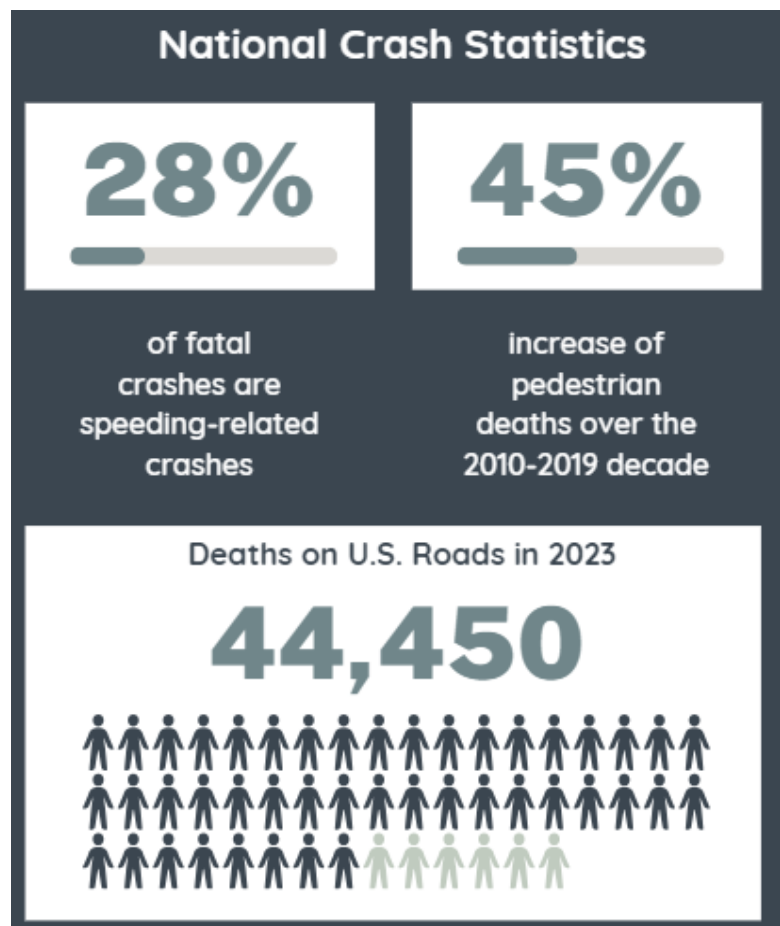 National Crash Statistics
28%
of fatal
crashes are
speeding-related
crashes
45%
increase of
pedestrian
deaths over the
2010-2019 decade
Deaths on U.S. Roads in 2023
44,450